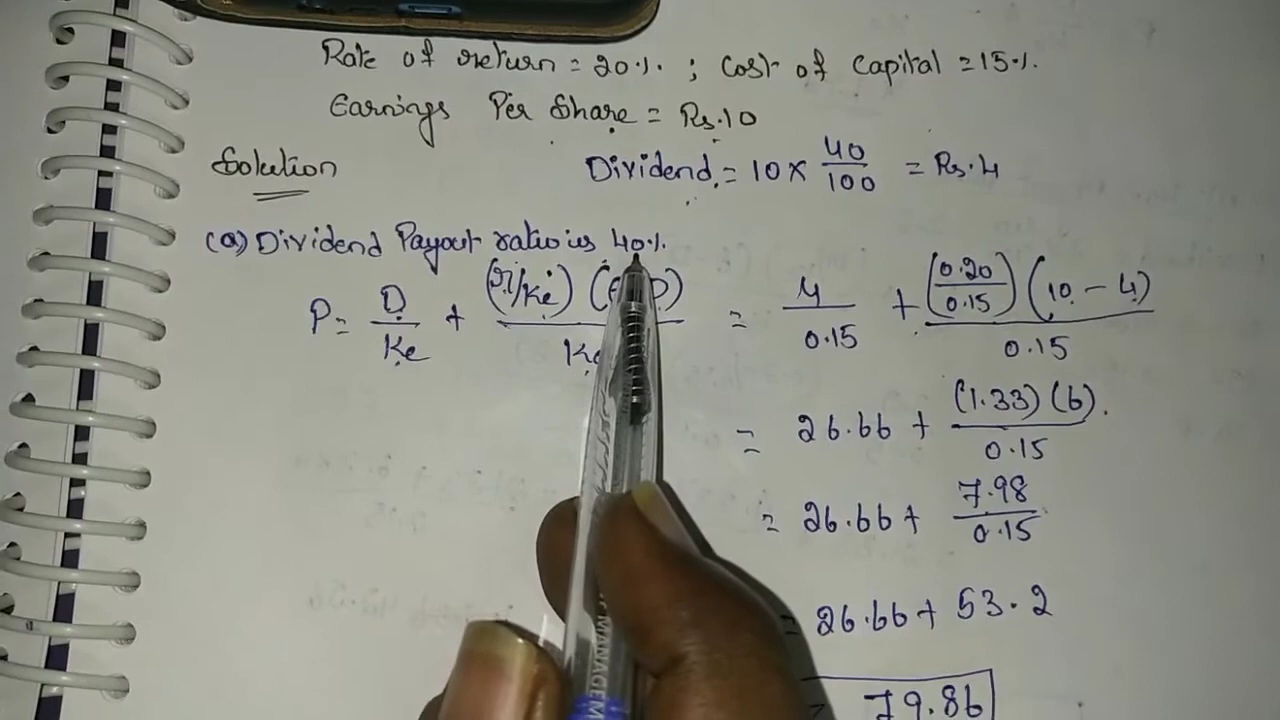 Rate of return = 20%. ; Cost of Capital = 15%.
Earnings Per Share = Rs.10
Solution
Dividend = 10 × 40/100 = Rs.4
(a) Dividend Payout ratio is 40%.
P = D/Ke + (r/Ke) ( D)/Ke = 4/0.15 + (0.20/0.15)(10 - 4)/0.15
= 26.66 + (1.33)(6)/0.15
= 26.66 + 7.98/0.15
= 26.66 + 53.2
79.86
MANAGEM